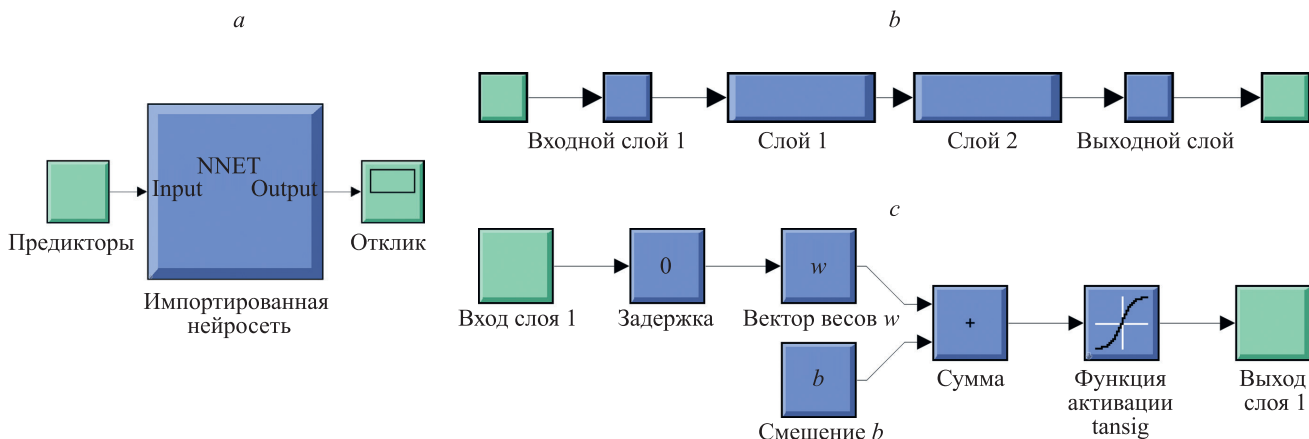 a
NNET
Input Output
Предикторы
Отклик
Импортированная
нейросеть
b
Входной слой 1
Слой 1
Слой 2
Выходной слой
c
0
w
Вход слоя 1
Задержка
Вектор весов w
+
b
Сумма
Функция
активации
tansig
Выход
слоя 1
Смещение b